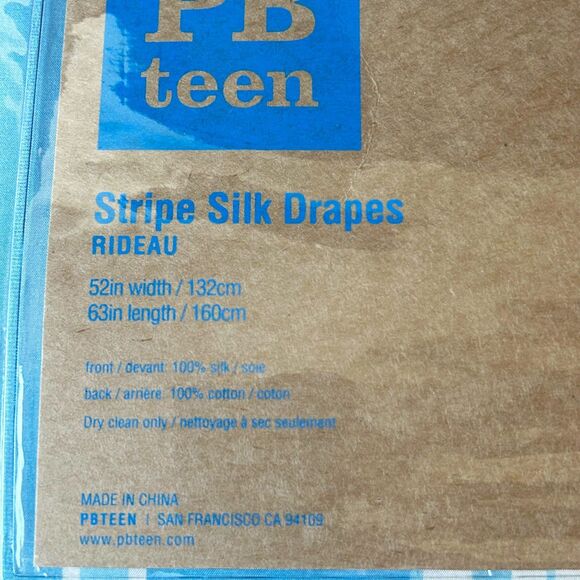 PB
teen
Stripe Silk Drapes
RIDEAU
52in width / 132cm
63in length / 160cm
front / devant: 100% silk / soie
back / arrière: 100% cotton / coton
Dry clean only / nettoyage à sec seulement
MADE IN CHINA
PBTEEN | SAN FRANCISCO CA 94109
www.pbteen.com